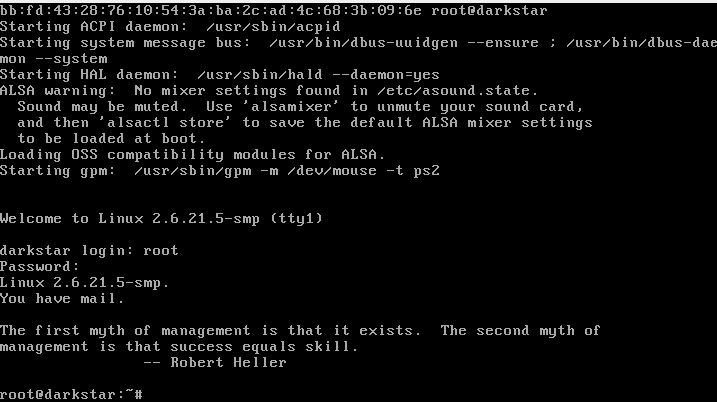 bb:fd:43:28:76:10:54:3a:ba:2c:ad:4c:68:3b:09:6e root@darkstar
Starting ACPI daemon:  /usr/sbin/acpid
Starting system message bus:  /usr/bin/dbus-uuidgen --ensure ; /usr/bin/dbus-dae
mon --system
Starting HAL daemon:  /usr/sbin/hald --daemon=yes
ALSA warning:  No mixer settings found in /etc/asound.state.
  Sound may be muted.  Use 'alsamixer' to unmute your sound card,
  and then 'alsactl store' to save the default ALSA mixer settings
  to be loaded at boot.
Loading OSS compatibility modules for ALSA.
Starting gpm:  /usr/sbin/gpm -m /dev/mouse -t ps2
Welcome to Linux 2.6.21.5-smp (tty1)
darkstar login: root
Password:
Linux 2.6.21.5-smp.
You have mail.
The first myth of management is that it exists.  The second myth of
management is that success equals skill.
                -- Robert Heller
root@darkstar:~#